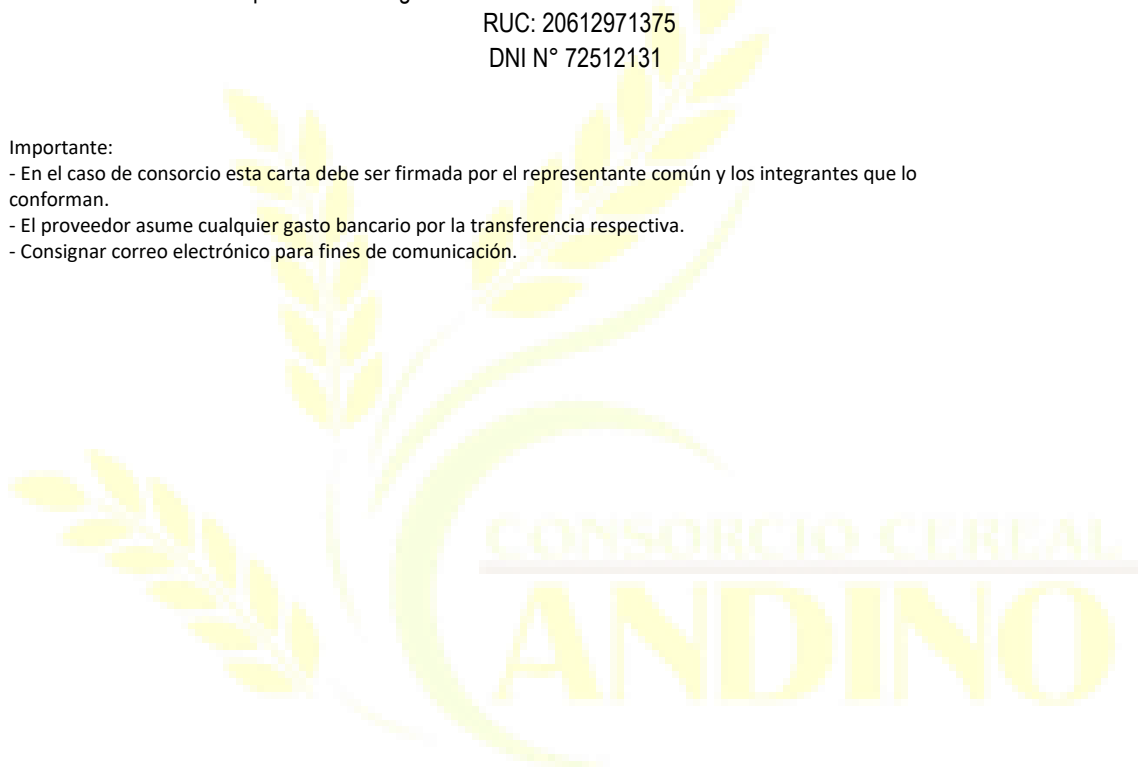 RUC: 20612971375
DNI N° 72512131
Importante:
- En el caso de consorcio esta carta debe ser firmada por el representante común y los integrantes que lo
conforman.
- El proveedor asume cualquier gasto bancario por la transferencia respectiva.
- Consignar correo electrónico para fines de comunicación.
CONSORCIO CEREAL
ANDINO